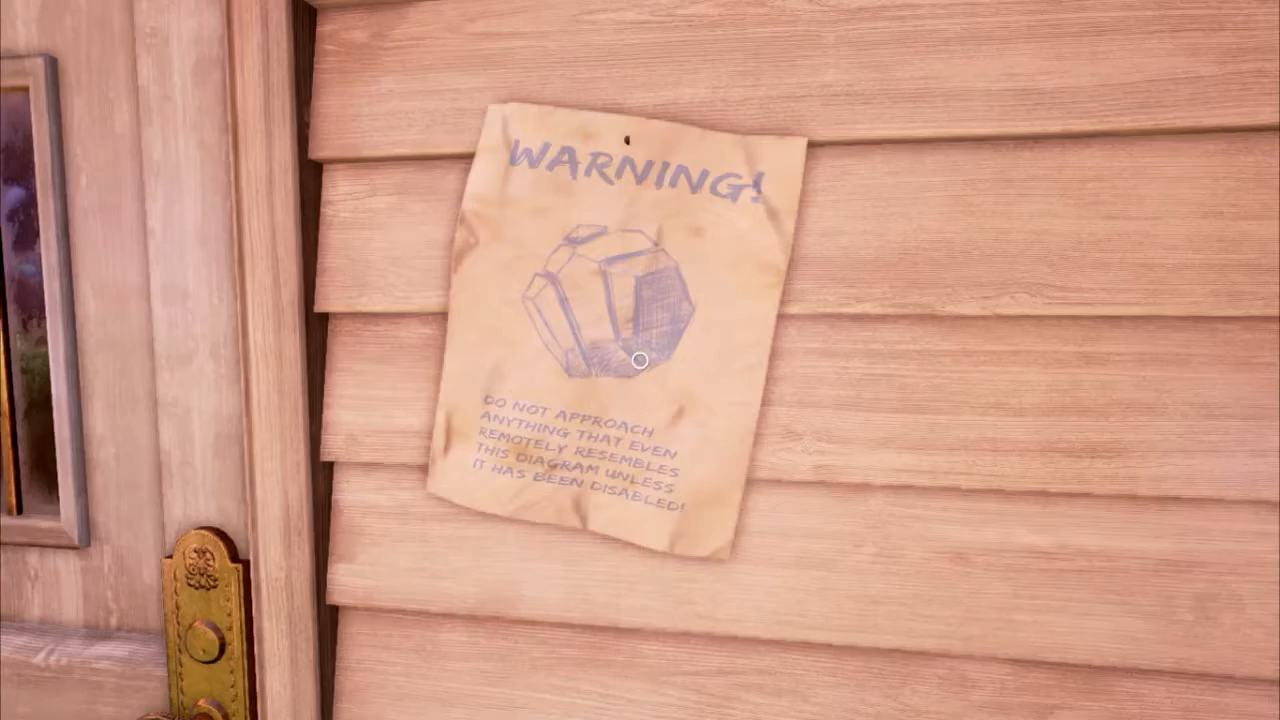 WARNING!
DO NOT APPROACH
ANYTHING THAT EVEN
REMOTELY RESEMBLES
THIS DIAGRAM UNLESS
IT HAS BEEN DISABLED!